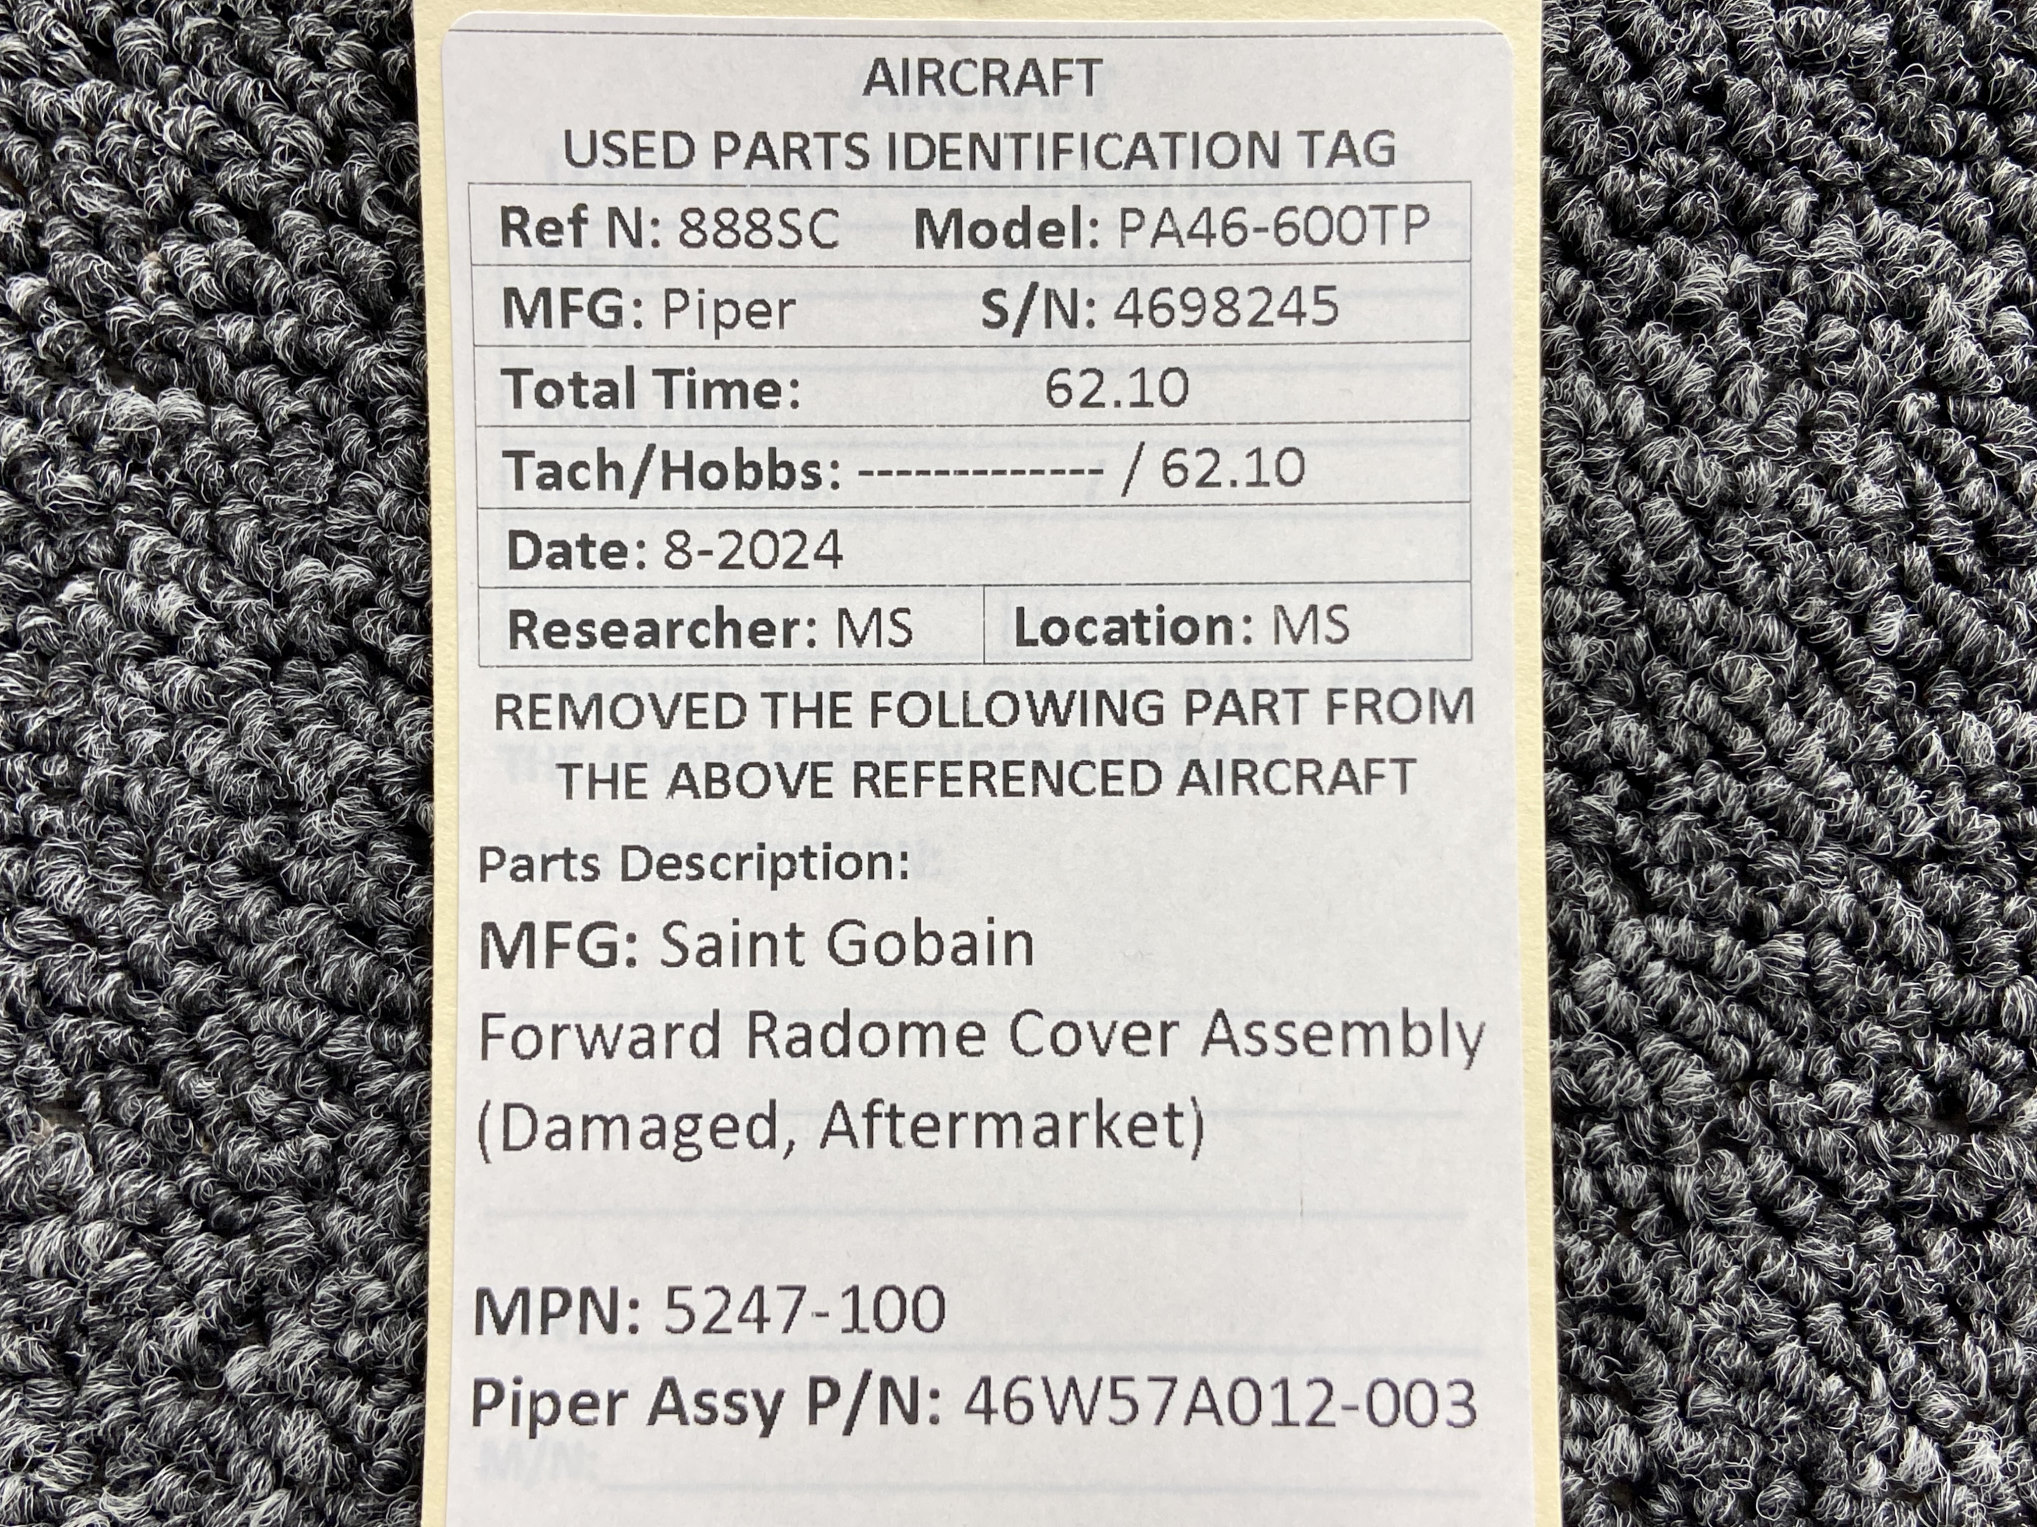 AIRCRAFT
USED PARTS IDENTIFICATION TAG
Ref N: 888SC Model: PA46-600TP
MFG: Piper S/N: 4698245
Total Time: 62.10
Tach/Hobbs: ------------- / 62.10
Date: 8-2024
Researcher: MS Location: MS
REMOVED THE FOLLOWING PART FROM
THE ABOVE REFERENCED AIRCRAFT
Parts Description:
MFG: Saint Gobain
Forward Radome Cover Assembly
(Damaged, Aftermarket)
MPN: 5247-100
Piper Assy P/N: 46W57A012-003